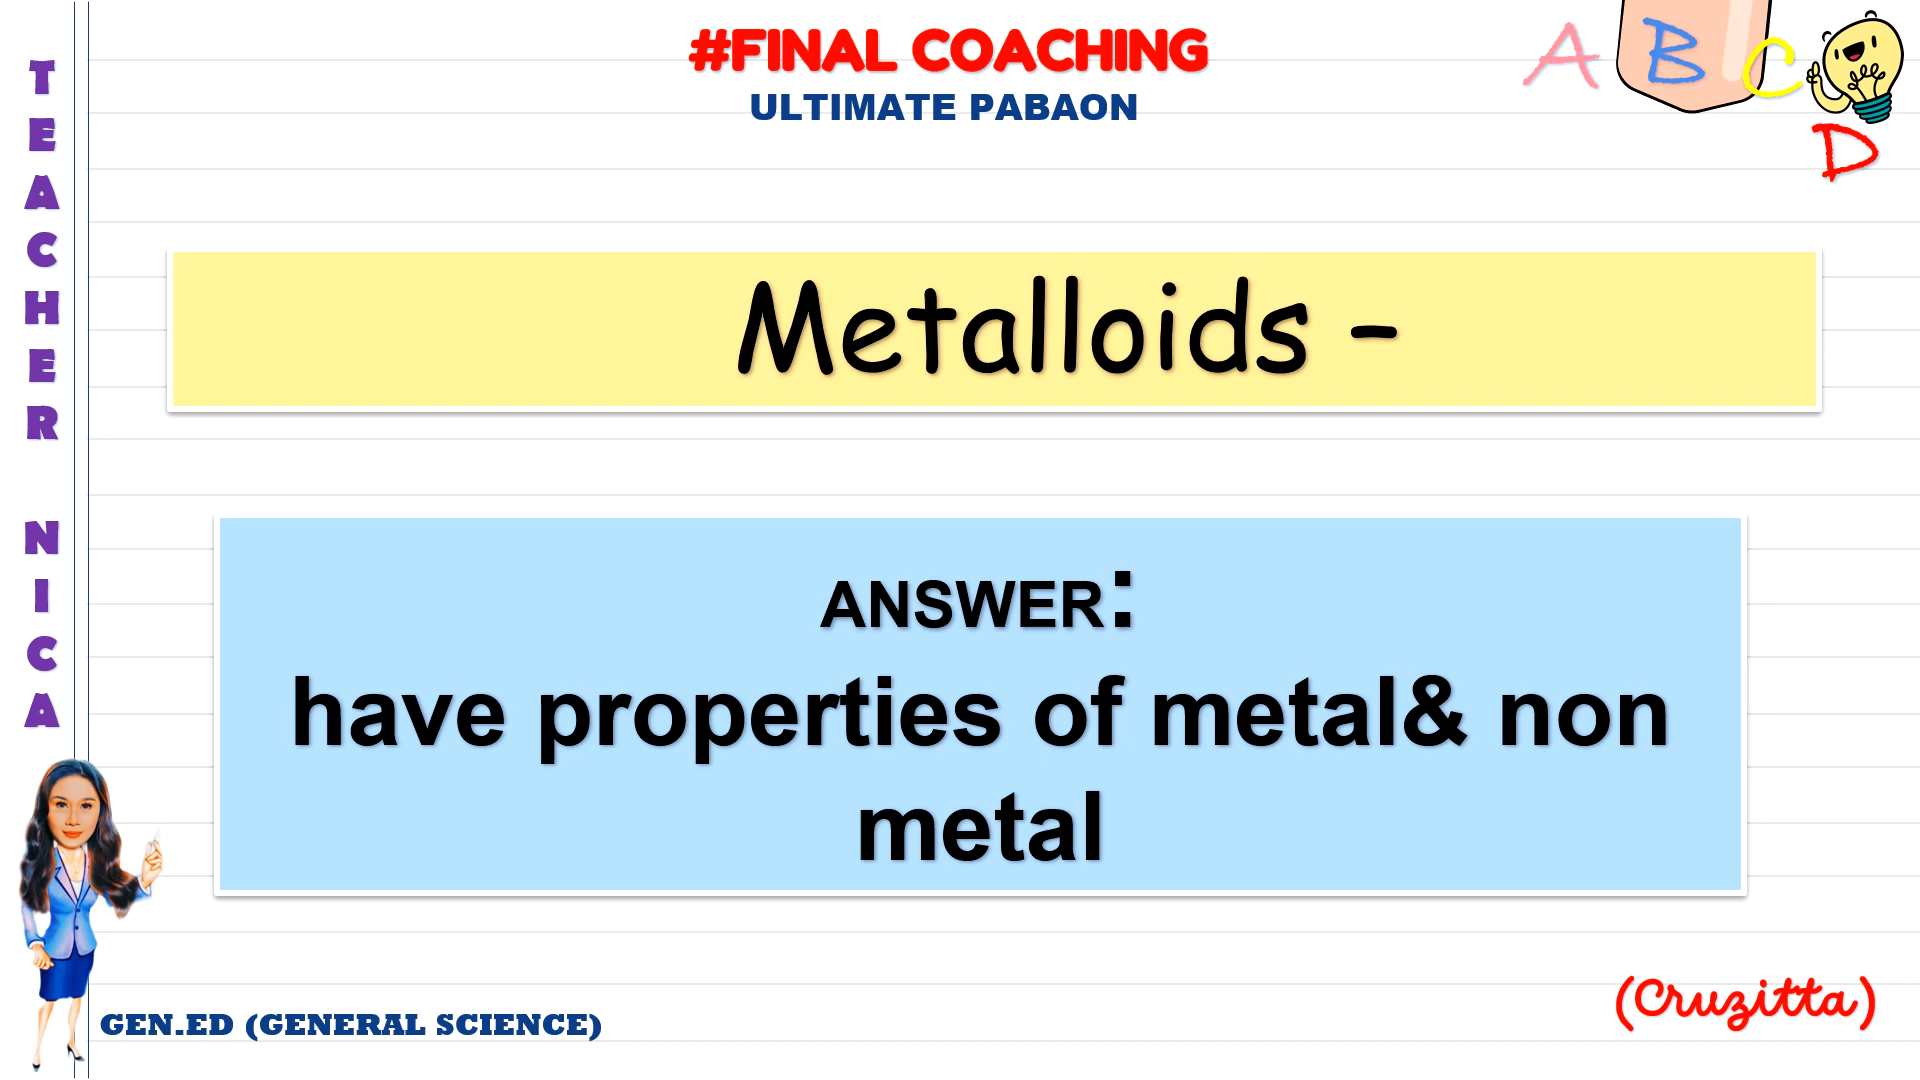 #FINAL COACHING
ULTIMATE PABAON
A B C
D
TEACHER NICA
Metalloids -
ANSWER:
have properties of metal& non
metal
GEN.ED (GENERAL SCIENCE)
(Cruzitta)